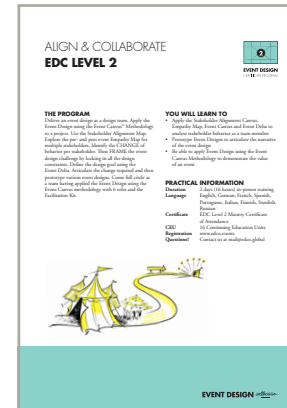 ALIGN & COLLABORATE
EDC LEVEL 2
2
EVENT DESIGN
THE PROGRAM
Deliver an event design as a design team. Apply the
Event Design using the Event Canvas™ Methodology
to a project. Use the Stakeholder Alignment Map.
Explore the pre- and post event Empathy Map for
multiple stakeholders. Identify the CHANGE of
behavior per stakeholder. Then FRAME the event
design challenge by locking in all the design
constraints. Define the design goal using the
Event Delta. Articulate the change required and then
prototype various event designs. Come full circle as
a team having applied the Event Design using the
Event Canvas methodology with 6 roles and the
Facilitation Kit.
YOU WILL LEARN TO
• Apply the Stakeholder Alignment Canvas,
Empathy Map, Event Canvas and Event Delta to
analyze stakeholder behavior as a team member
• Prototype Event Designs to articulate the narrative
of the event design
• Be able to apply Event Design using the Event
Canvas Methodology to demonstrate the value
of an event
PRACTICAL INFORMATION
Duration 2 days (16 hours) in-person training
Language English, German, French, Spanish,
Portuguese, Italian, Finnish, Swedish,
Russian
Certificate EDC Level 2 Mastery Certificate
of Attendance
CEU 16 Continuing Education Units
Registration www.edco.events
Questions? Contact us at mail@edco.global
EVENT DESIGN collective